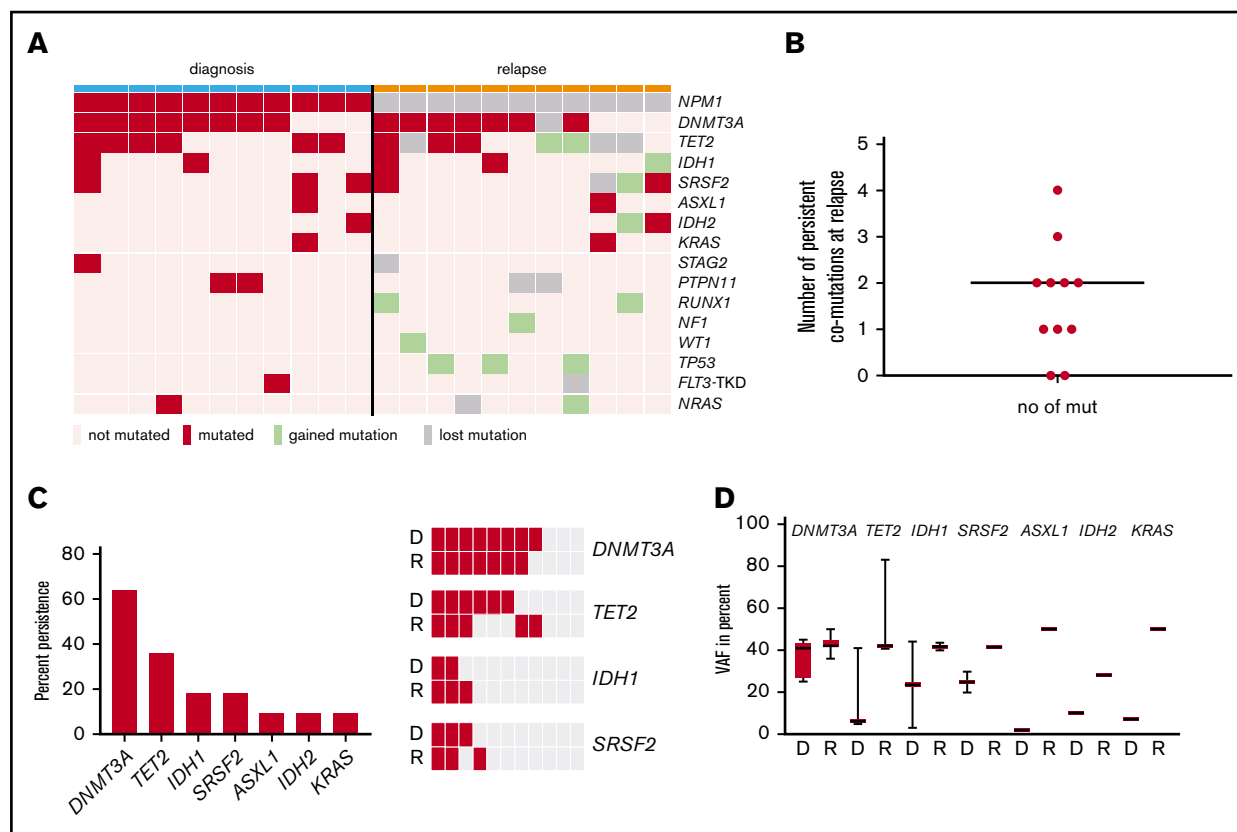 A
diagnosis
relapse
NPM1
DNMT3A
TET2
IDH1
SRSF2
ASXL1
IDH2
KRAS
STAG2
PTPN11
RUNX1
NF1
WT1
TP53
FLT3-TKD
NRAS
not mutated
mutated
gained mutation
lost mutation
B
Number of persistent
co-mutations at relapse
5
4
3
2
1
0
no of mut
C
Percent persistence
80
60
40
20
0
DNMT3A
TET2
IDH1
SRSF2
ASXL1
IDH2
KRAS
D
R
DNMT3A
D
R
TET2
D
R
IDH1
D
R
SRSF2
D
VAF in percent
100
80
60
40
20
0
DNMT3A TET2 IDH1 SRSF2 ASXL1 IDH2 KRAS
D R D R D R D R D R D R D R